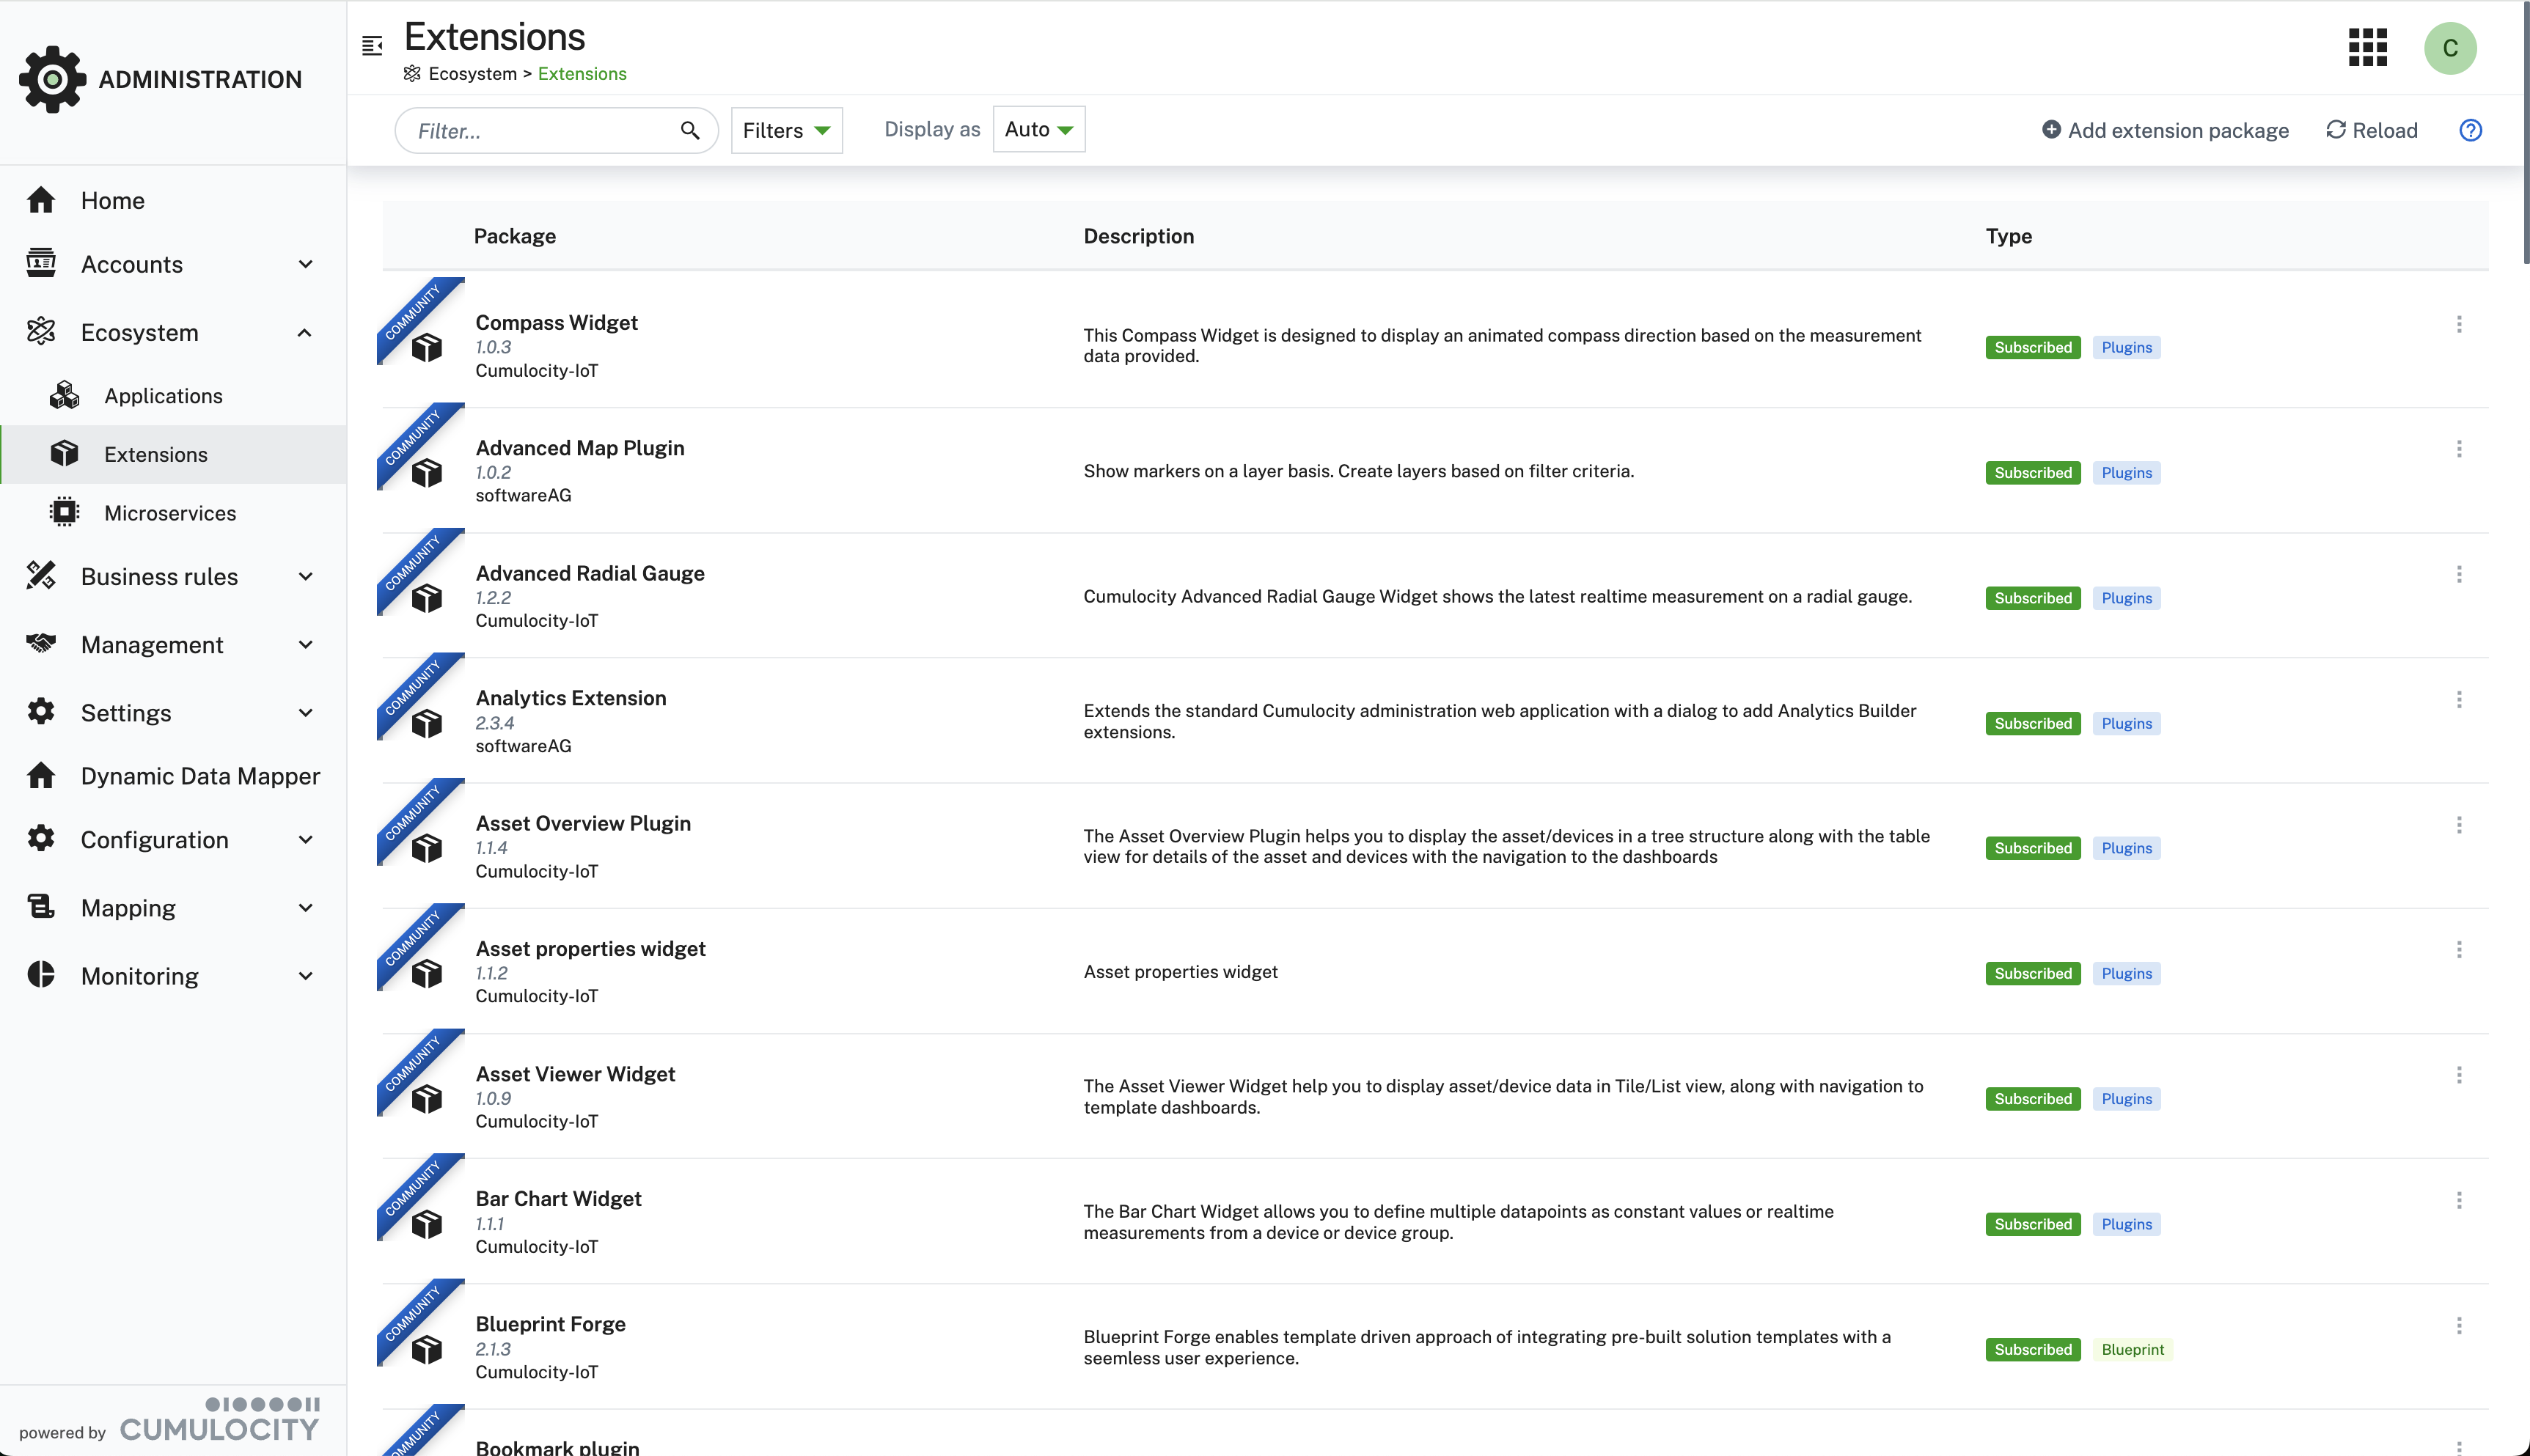 ADMINISTRATION
Home
Accounts
Ecosystem
Applications
Extensions
Microservices
Business rules
Management
Settings
Dynamic Data Mapper
Configuration
Mapping
Monitoring
powered by CUMULOCITY
Extensions
Ecosystem > Extensions
C
Filter...
Filters
Display as
Auto
Add extension package
Reload
Package Description Type
COMMUNITY
Compass Widget
1.0.3
Cumulocity-IoT
This Compass Widget is designed to display an animated compass direction based on the measurement
data provided.
Subscribed Plugins
COMMUNITY
Advanced Map Plugin
1.0.2
softwareAG
Show markers on a layer basis. Create layers based on filter criteria.
Subscribed Plugins
COMMUNITY
Advanced Radial Gauge
1.2.2
Cumulocity-IoT
Cumulocity Advanced Radial Gauge Widget shows the latest realtime measurement on a radial gauge.
Subscribed Plugins
COMMUNITY
Analytics Extension
2.3.4
softwareAG
Extends the standard Cumulocity administration web application with a dialog to add Analytics Builder
extensions.
Subscribed Plugins
COMMUNITY
Asset Overview Plugin
1.1.4
Cumulocity-IoT
The Asset Overview Plugin helps you to display the asset/devices in a tree structure along with the table
view for details of the asset and devices with the navigation to the dashboards
Subscribed Plugins
COMMUNITY
Asset properties widget
1.1.2
Cumulocity-IoT
Asset properties widget
Subscribed Plugins
COMMUNITY
Asset Viewer Widget
1.0.9
Cumulocity-IoT
The Asset Viewer Widget help you to display asset/device data in Tile/List view, along with navigation to
template dashboards.
Subscribed Plugins
COMMUNITY
Bar Chart Widget
1.1.1
Cumulocity-IoT
The Bar Chart Widget allows you to define multiple datapoints as constant values or realtime
measurements from a device or device group.
Subscribed Plugins
COMMUNITY
Blueprint Forge
2.1.3
Cumulocity-IoT
Blueprint Forge enables template driven approach of integrating pre-built solution templates with a
seemless user experience.
Subscribed Blueprint
COMMUNITY
Bookmark plugin